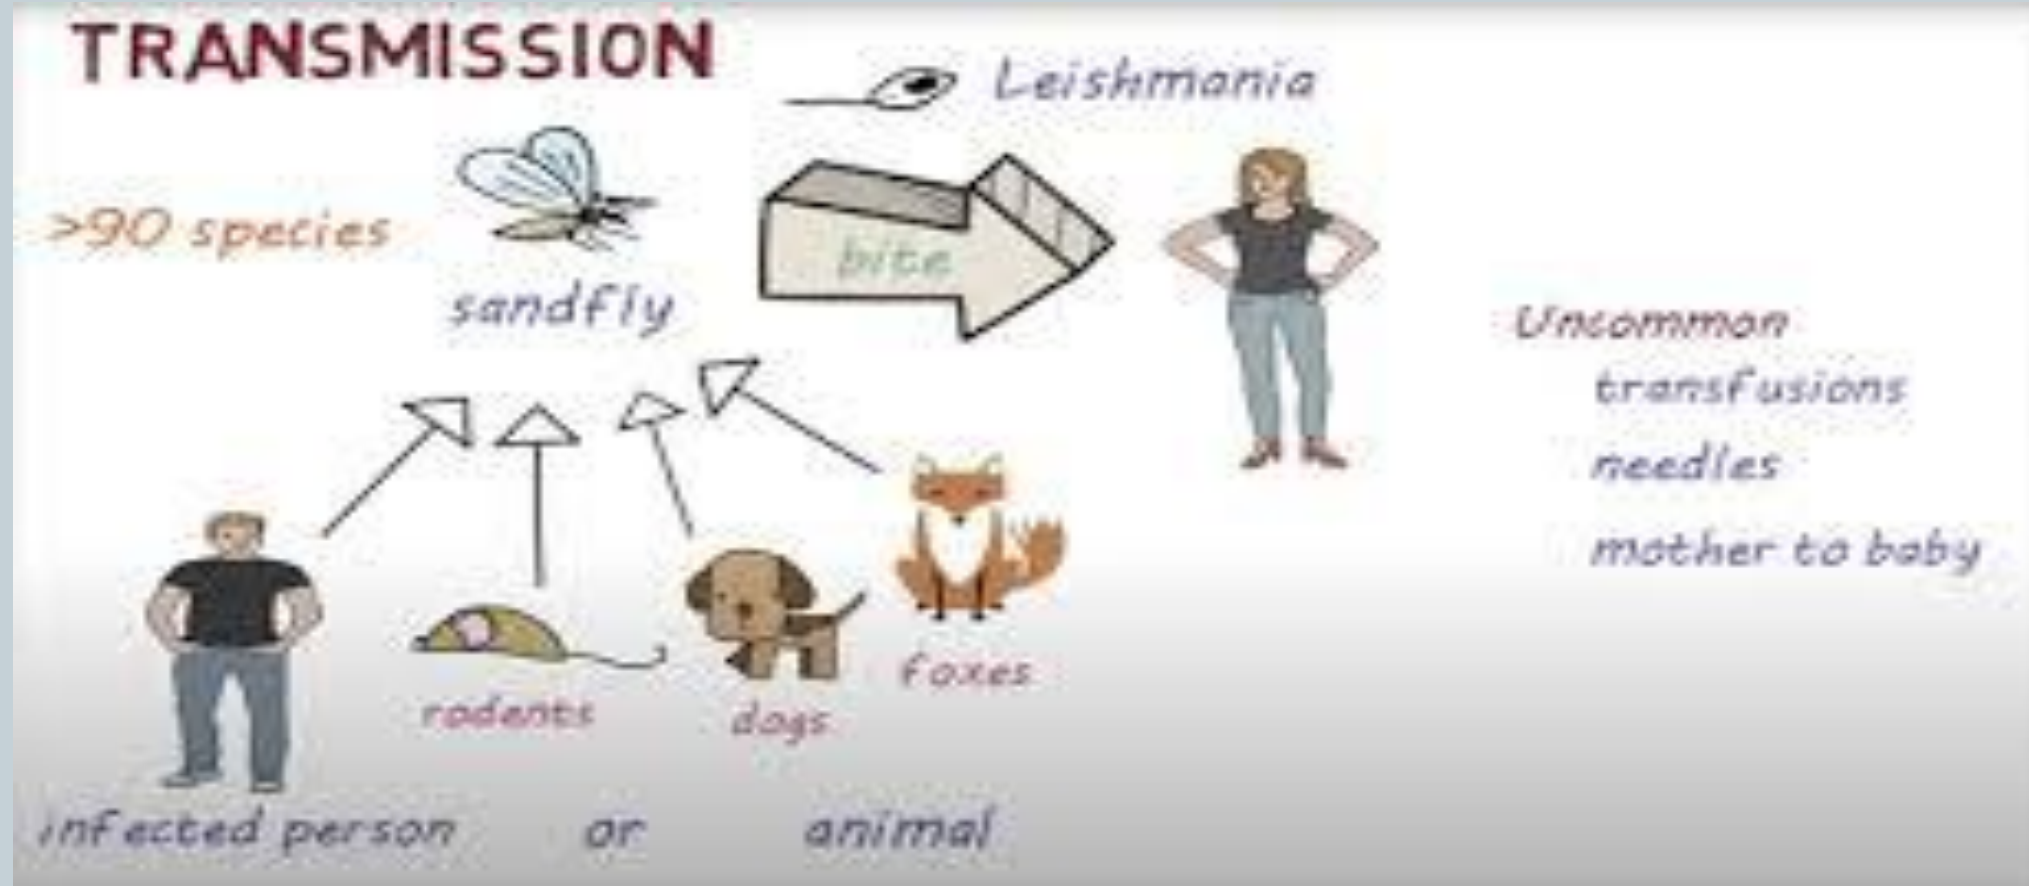 TRANSMISSION
Leishmania
>90 species
bite
sandfly
Uncommon
transfusions
needles
mother to baby
foxes
rodents
dogs
infected person or animal